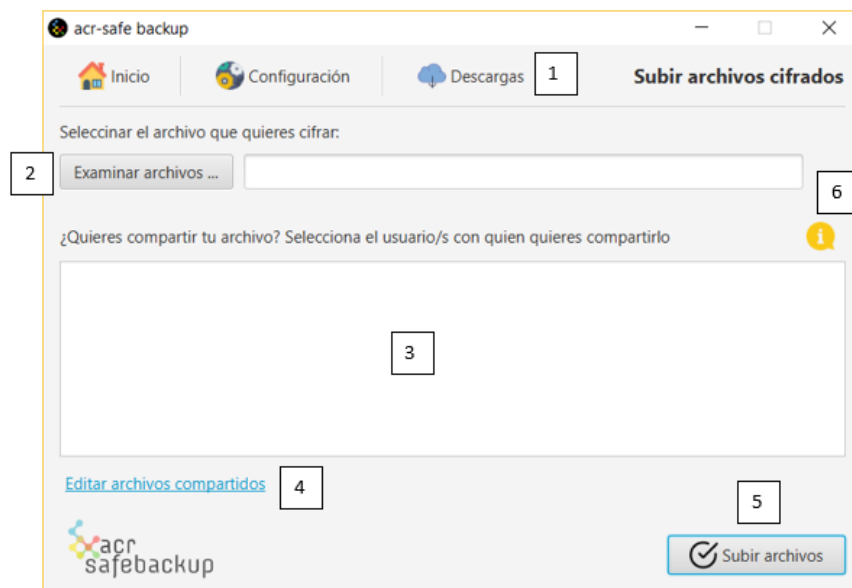 acr-safe backup
Inicio Configuración Descargas 1 Subir archivos cifrados
Seleccinar el archivo que quieres cifrar:
2 Examinar archivos ...
6
¿Quieres compartir tu archivo? Selecciona el usuario/s con quien quieres compartirlo i
3
Editar archivos compartidos 4
5
acr
safebackup
Subir archivos